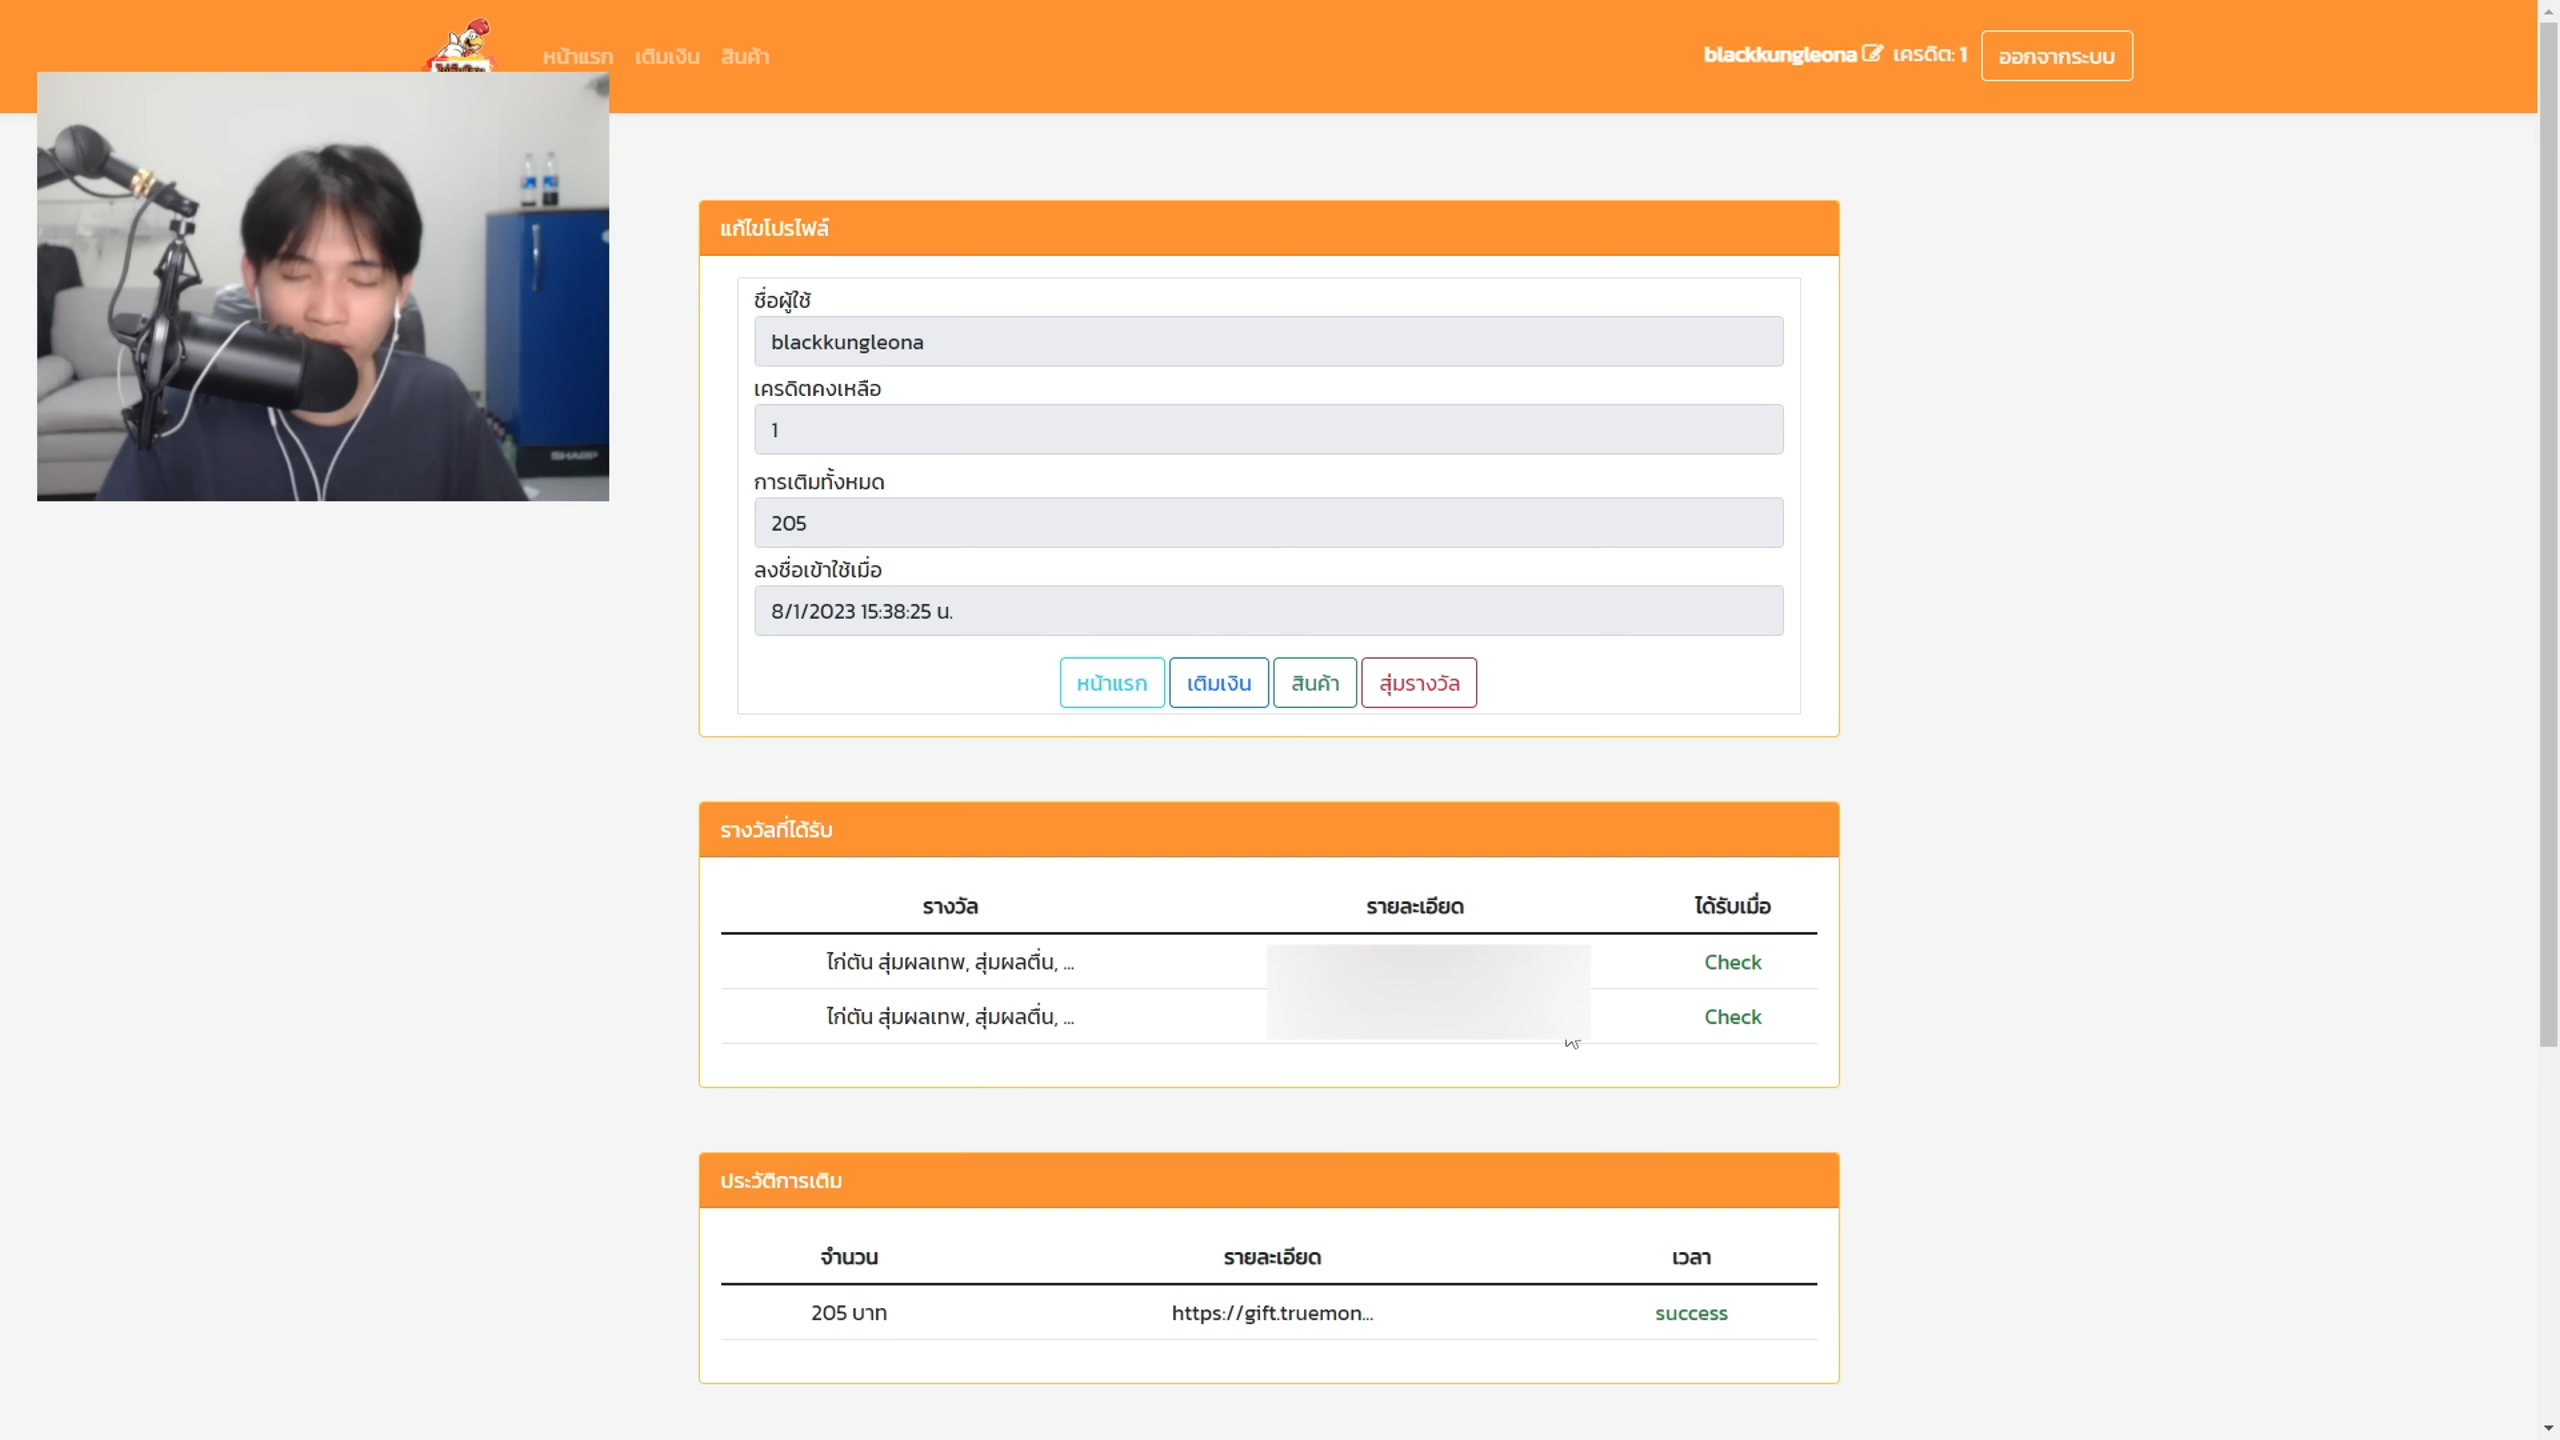 หน้าแรก เติมเงิน สินค้า
blackkungleona เครดิต: 1 ออกจากระบบ
SHARP
แก้ไขโปรไฟล์
ชื่อผู้ใช้
blackkungleona
เครดิตคงเหลือ
1
การเติมทั้งหมด
205
ลงชื่อเข้าใช้เมื่อ
8/1/2023 15:38:25 น.
หน้าแรก เติมเงิน สินค้า สุ่มรางวัล
รางวัลที่ได้รับ
รางวัล รายละเอียด ได้รับเมื่อ
ไก่ตัน สุ่มผลเทพ, สุ่มผลตื่น, ... Check
ไก่ตัน สุ่มผลเทพ, สุ่มผลตื่น, ... Check
ประวัติการเติม
จำนวน รายละเอียด เวลา
205 บาท https://gift.truemon... success